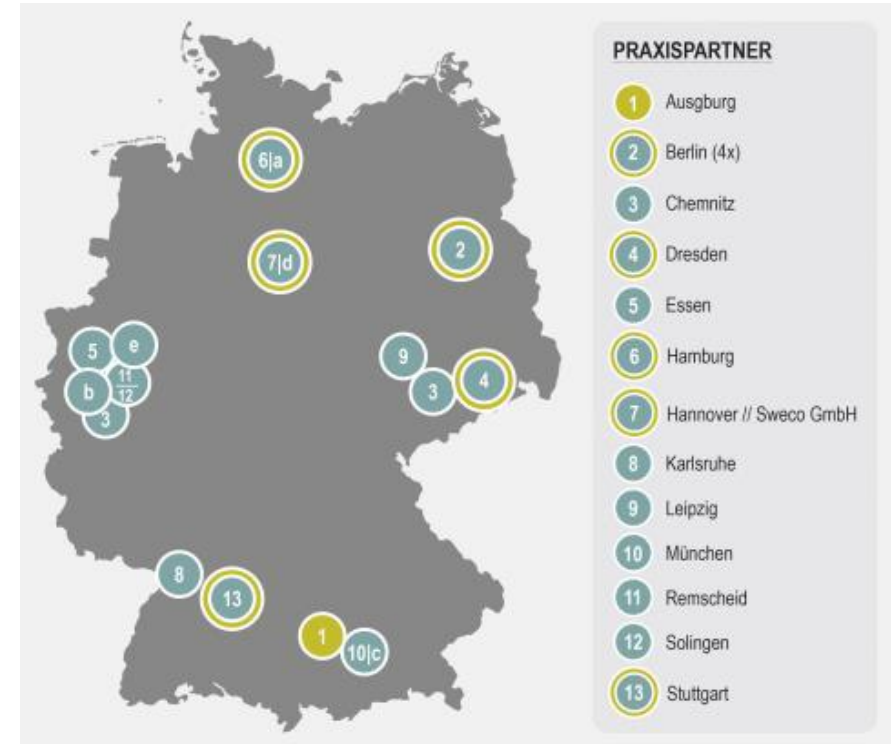 6|a
7|d
2
5
e
9
b
11
12
3
3
4
8
13
1
10|c
PRAXISPARTNER
1 Ausgburg
2 Berlin (4x)
3 Chemnitz
4 Dresden
5 Essen
6 Hamburg
7 Hannover // Sweco GmbH
8 Karlsruhe
9 Leipzig
10 München
11 Remscheid
12 Solingen
13 Stuttgart